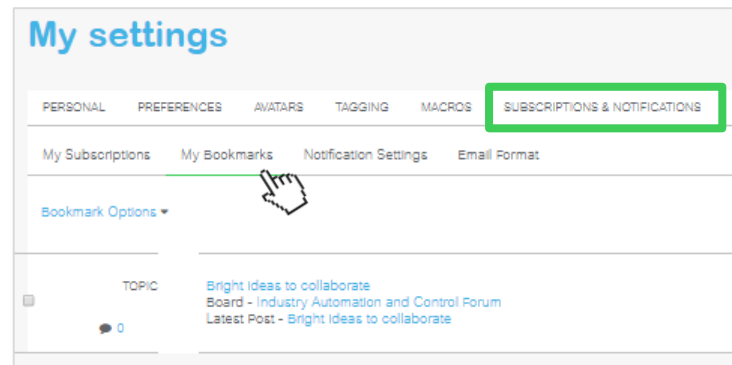 My settings
PERSONAL PREFERENCES AVATARS TAGGING MACROS SUBSCRIPTIONS & NOTIFICATIONS
My Subscriptions My Bookmarks Notification Settings Email Format
Bookmark Options
TOPIC
Bright ideas to collaborate
Board - Industry Automation and Control Forum
Latest Post - Bright ideas to collaborate
0